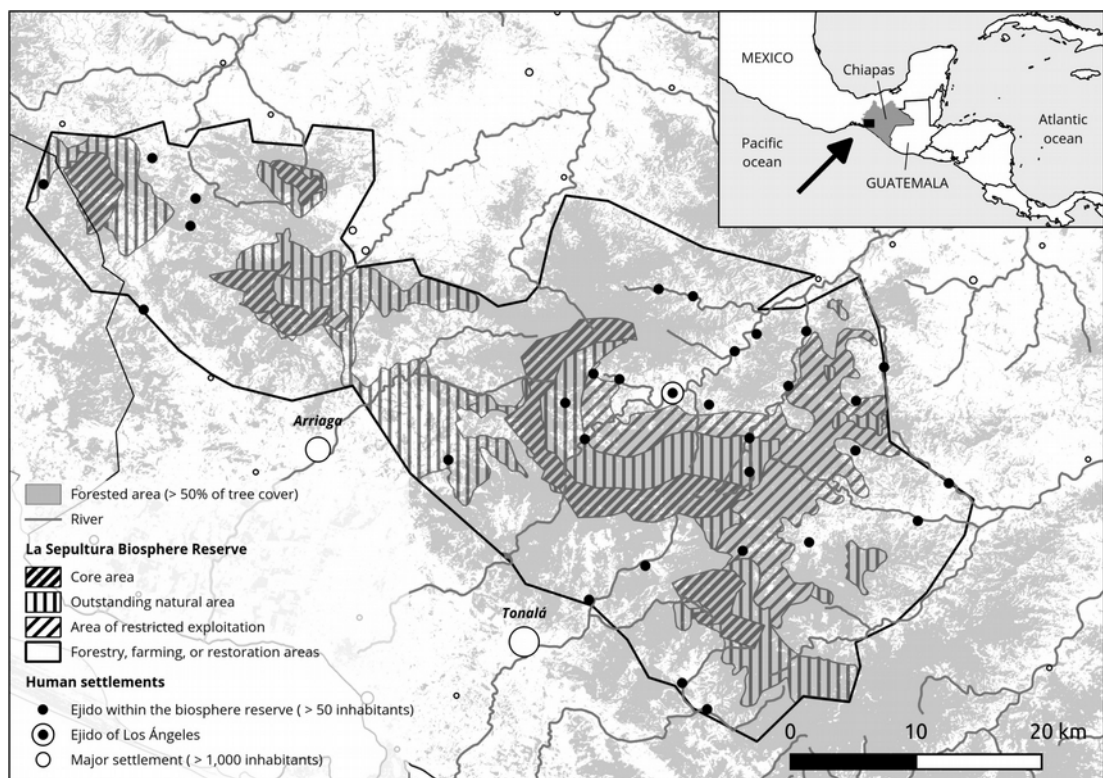 MEXICO
Chiapas
Pacific
ocean
Atlantic
ocean
GUATEMALA
Arriaga
Tonalá
Forested area (> 50% of tree cover)
River
La Sepultura Biosphere Reserve
Core area
Outstanding natural area
Area of restricted exploitation
Forestry, farming, or restoration areas
Human settlements
Ejido within the biosphere reserve ( > 50 inhabitants)
Ejido of Los Ángeles
Major settlement ( > 1,000 inhabitants)
0 10 20 km